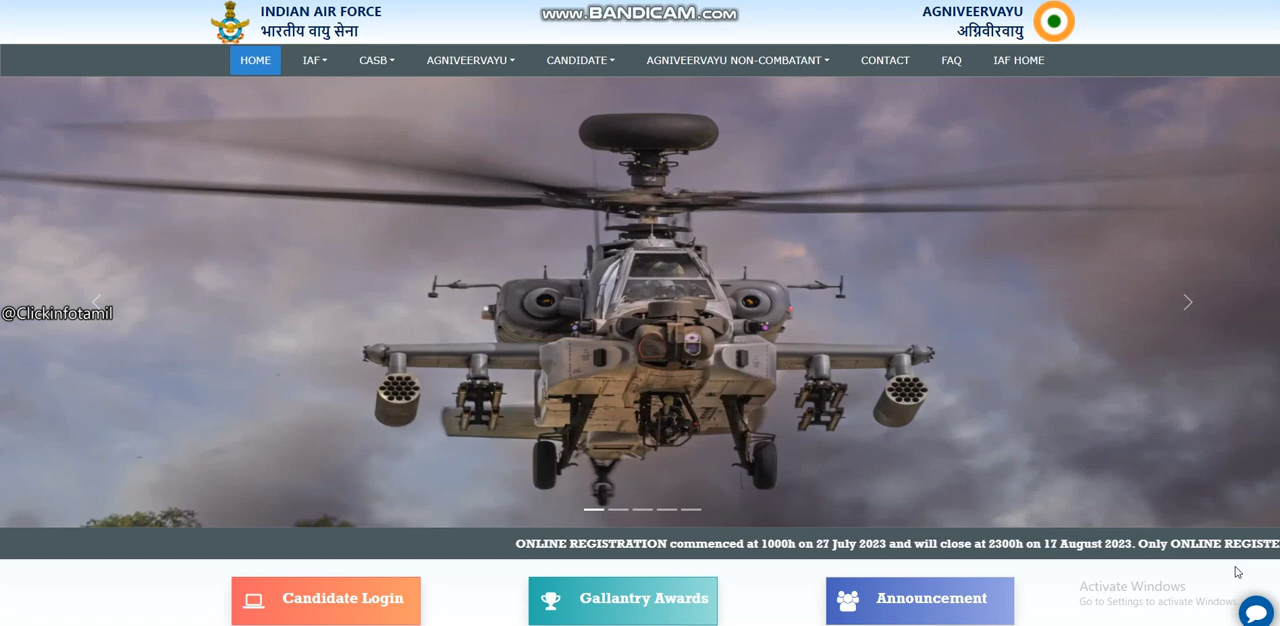 INDIAN AIR FORCE
भारतीय वायु सेना
www.BANDICAM.com
AGNIVEERVAYU
अग्निवीरवायु
HOME IAF CASB AGNIVEERVAYU CANDIDATE AGNIVEERVAYU NON-COMBATANT CONTACT FAQ IAF HOME
@Clickinfotamil
ONLINE REGISTRATION commenced at 1000h on 27 July 2023 and will close at 2300h on 17 August 2023. Only ONLINE REGISTE
Candidate Login
Gallantry Awards
Announcement
Activate Windows
Go to Settings to activate Windows.